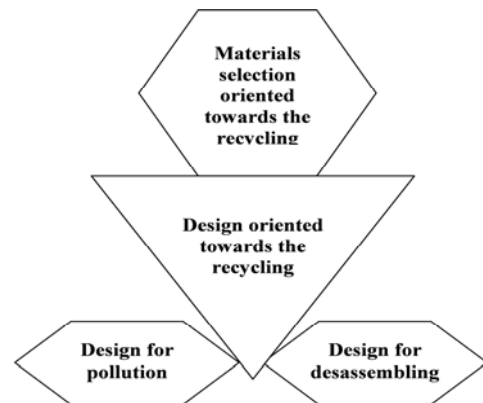 Materials
selection
oriented
towards the
recycling
Design oriented
towards the
recycling
Design for
pollution
Design for
desassembling